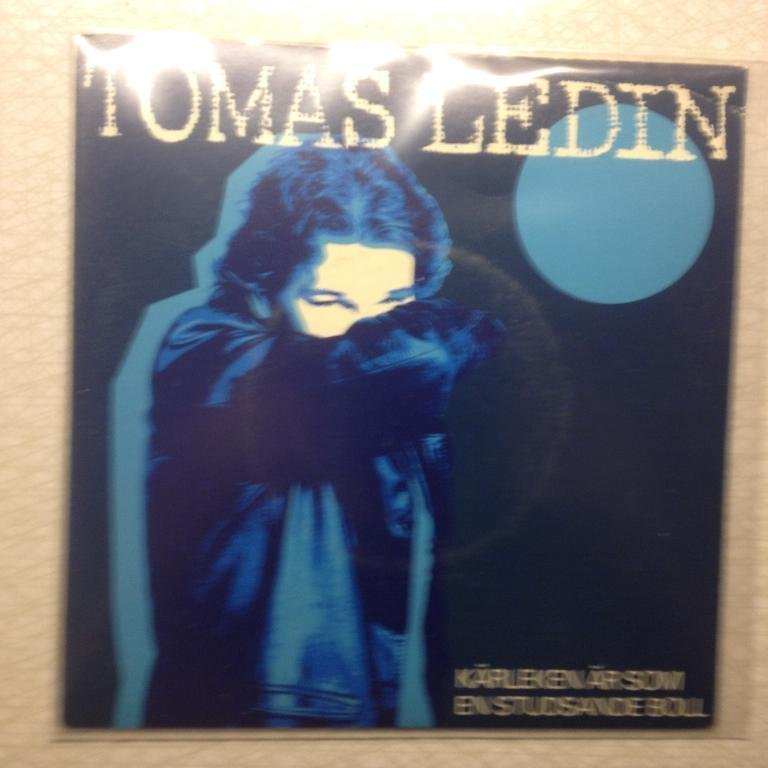 TOMAS LEDIN
KÄRLEKEN ÄR SOM
EN STUDSANDE BOLL